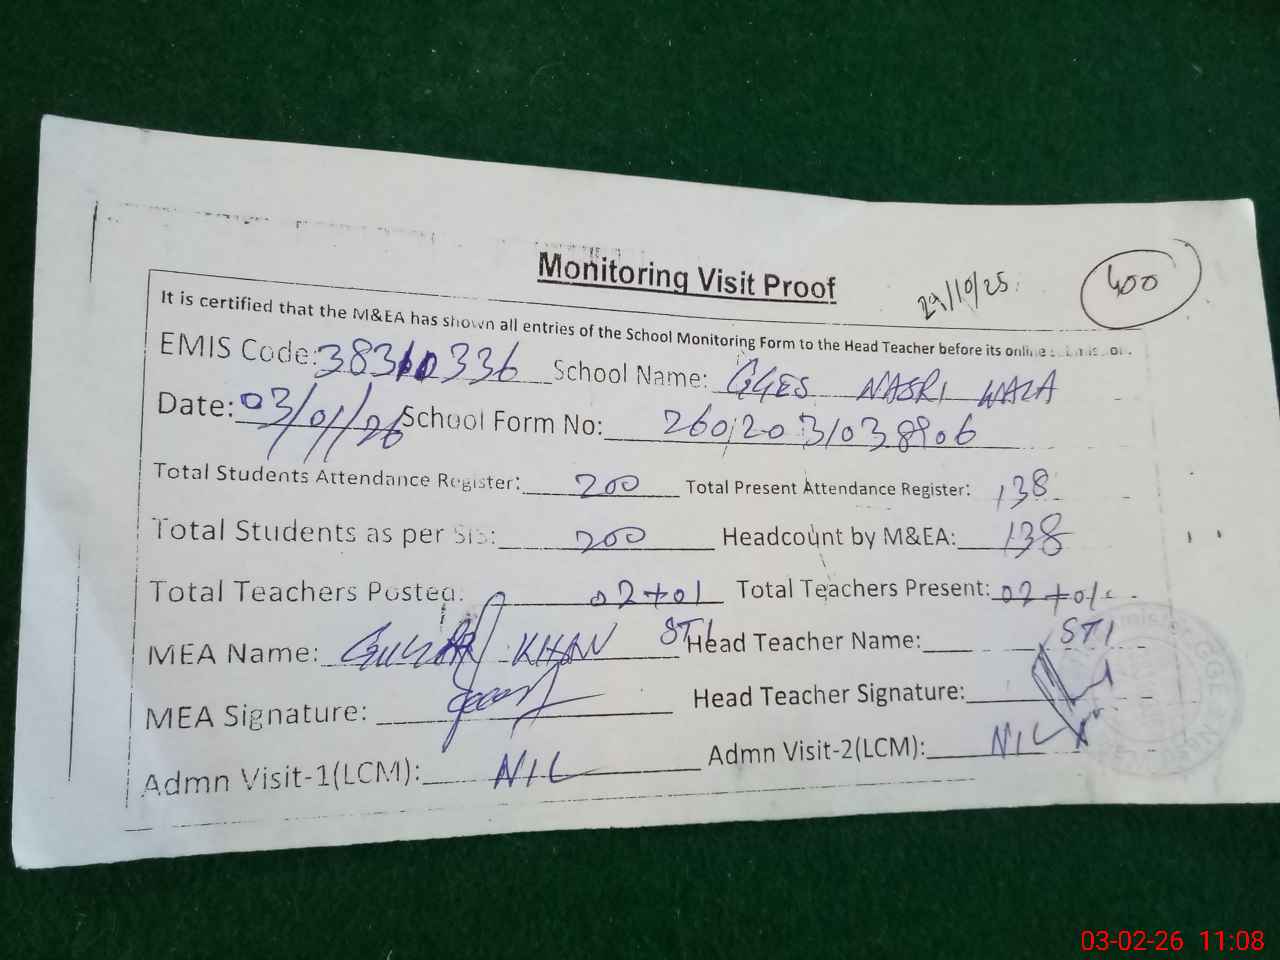 Monitoring Visit Proof
29/10/25
400
It is certified that the M&EA has shown all entries of the School Monitoring Form to the Head Teacher before its online
EMIS Code: 38310336 School Name: GGES NASRI WALA
Date: 03/01/26 School Form No: 2602031038906
Total Students Attendance Register: 200 Total Present Attendance Register: 138
Total Students as per SIS: 200 Headcount by M&EA: 138
Total Teachers Posted: 02+01 Total Teachers Present: 02+01
STI STI
MEA Name: KHAN Head Teacher Name:
MEA Signature: Head Teacher Signature:
Admn Visit-1(LCM): NIL Admn Visit-2(LCM): NIL
03-02-26 11:08